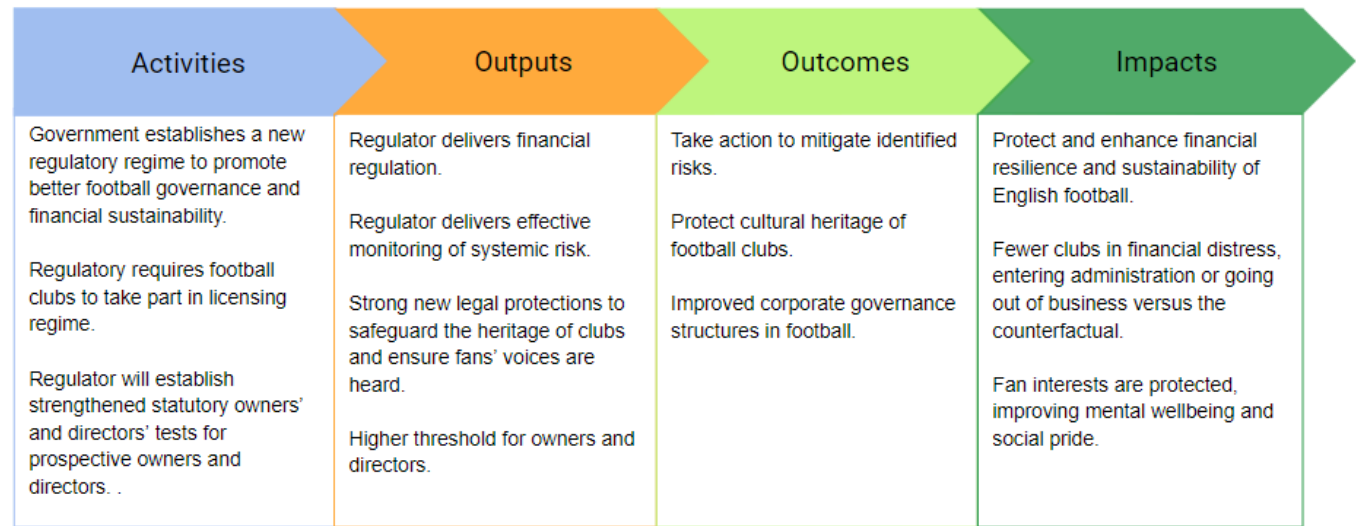 Activities
Outputs
Outcomes
Impacts
Government establishes a new
regulatory regime to promote
better football governance and
financial sustainability.
Regulatory requires football
clubs to take part in licensing
regime.
Regulator will establish
strengthened statutory owners’
and directors’ tests for
prospective owners and
directors. .
Regulator delivers financial
regulation.
Regulator delivers effective
monitoring of systemic risk.
Strong new legal protections to
safeguard the heritage of clubs
and ensure fans’ voices are
heard.
Higher threshold for owners and
directors.
Take action to mitigate identified
risks.
Protect cultural heritage of
football clubs.
Improved corporate governance
structures in football.
Protect and enhance financial
resilience and sustainability of
English football.
Fewer clubs in financial distress,
entering administration or going
out of business versus the
counterfactual.
Fan interests are protected,
improving mental wellbeing and
social pride.